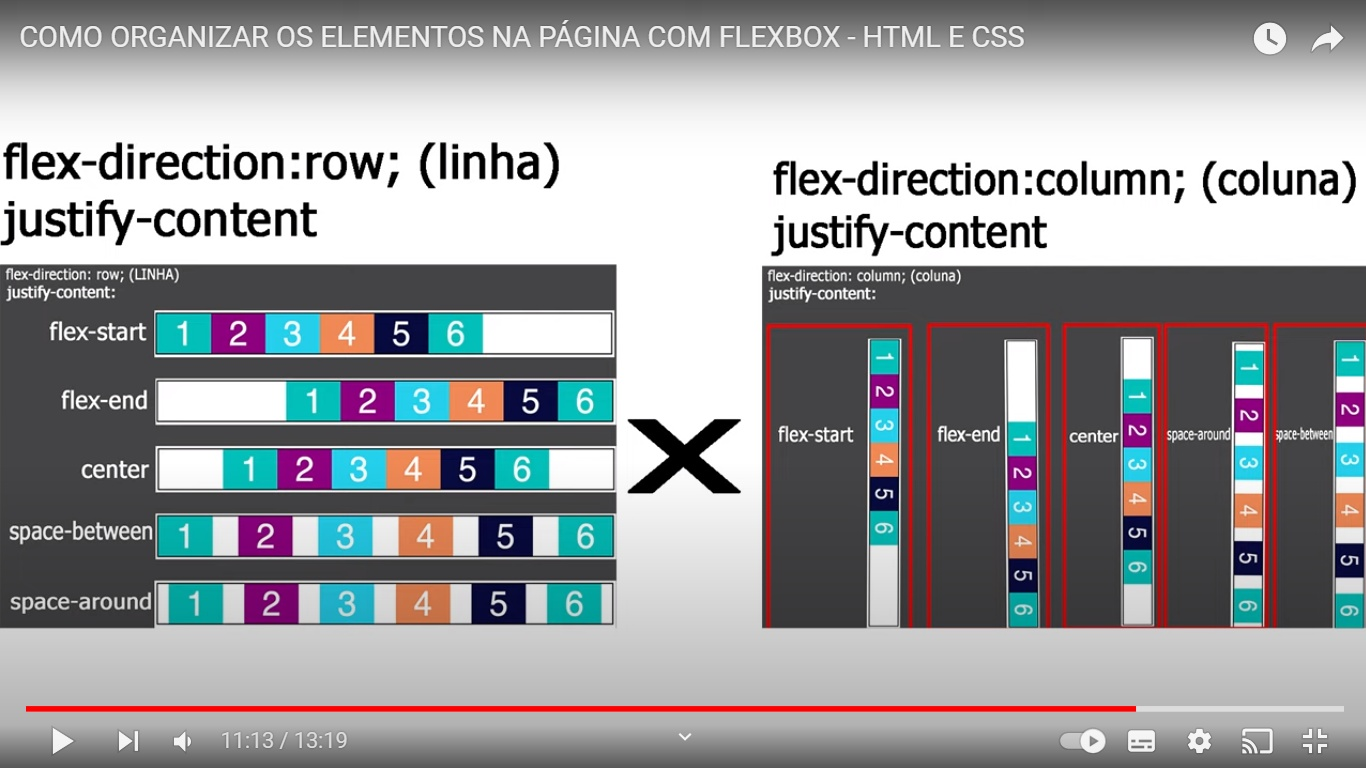 COMO ORGANIZAR OS ELEMENTOS NA PÁGINA COM FLEXBOX - HTML E CSS
flex-direction:row; (linha)
justify-content
flex-direction: row; (LINHA)
justify-content:
flex-start 1 2 3 4 5 6
flex-end 1 2 3 4 5 6
center 1 2 3 4 5 6
space-between 1 2 3 4 5 6
space-around 1 2 3 4 5 6
X
flex-direction:column; (coluna)
justify-content
flex-direction: column; (coluna)
justify-content:
flex-start 1 2 3 4 5 6
flex-end 1 2 3 4 5 6
center 1 2 3 4 5 6
space-around 1 2 3 4 5 6
space-between 1 2 3 4 5 6
11:13 / 13:19